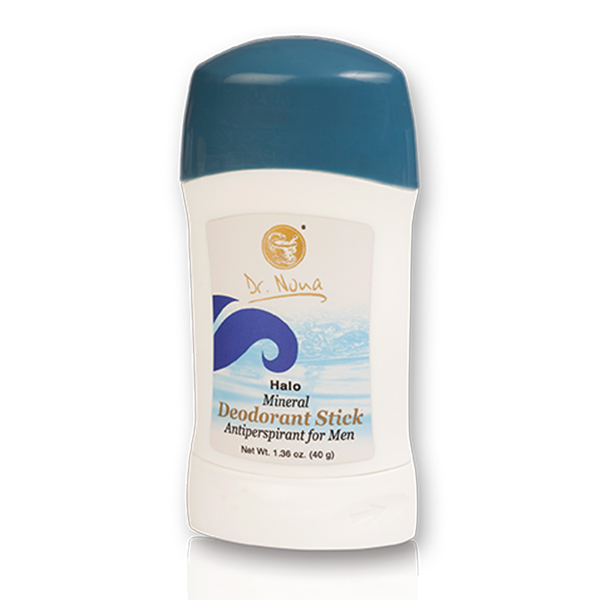 ®
Dr. Nona
Halo
Mineral
Deodorant Stick
Antiperspirant for Men
Net Wt. 1.36 oz. (40 g)